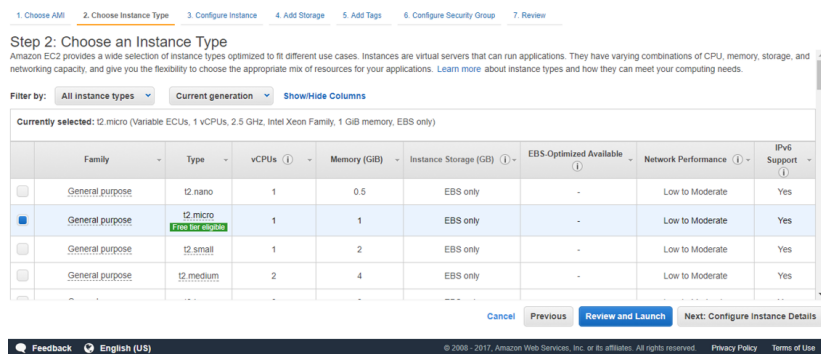 1. Choose AMI 2. Choose Instance Type 3. Configure Instance 4. Add Storage 5. Add Tags 6. Configure Security Group 7. Review
Step 2: Choose an Instance Type
Amazon EC2 provides a wide selection of instance types optimized to fit different use cases. Instances are virtual servers that can run applications. They have varying combinations of CPU, memory, storage, and
networking capacity, and give you the flexibility to choose the appropriate mix of resources for your applications. Learn more about instance types and how they can meet your computing needs.
Filter by: All instance types Current generation Show/Hide Columns
Currently selected: t2.micro (Variable ECUs, 1 vCPUs, 2.5 GHz, Intel Xeon Family, 1 GiB memory, EBS only)
Family Type vCPUs Memory (GiB) Instance Storage (GB) EBS-Optimized Available Network Performance IPv6 Support
General purpose t2.nano 1 0.5 EBS only - Low to Moderate Yes
General purpose t2.micro 1 1 EBS only - Low to Moderate Yes
Free tier eligible
General purpose t2.small 1 2 EBS only - Low to Moderate Yes
General purpose t2.medium 2 4 EBS only - Low to Moderate Yes
Cancel Previous Review and Launch Next: Configure Instance Details
Feedback English (US) © 2008 - 2017, Amazon Web Services, Inc. or its affiliates. All rights reserved. Privacy Policy Terms of Use